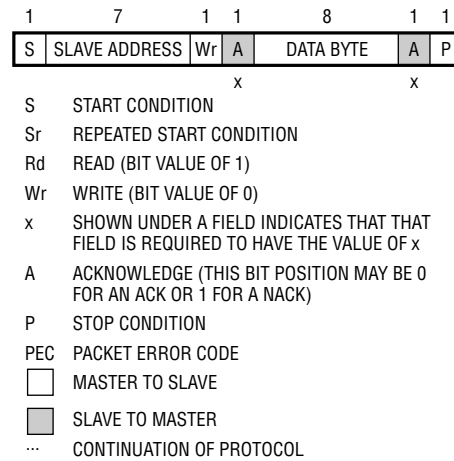 1 7 1 1 8 1 1
S SLAVE ADDRESS Wr A DATA BYTE A P
x x
S START CONDITION
Sr REPEATED START CONDITION
Rd READ (BIT VALUE OF 1)
Wr WRITE (BIT VALUE OF 0)
x SHOWN UNDER A FIELD INDICATES THAT THAT
FIELD IS REQUIRED TO HAVE THE VALUE OF x
A ACKNOWLEDGE (THIS BIT POSITION MAY BE 0
FOR AN ACK OR 1 FOR A NACK)
P STOP CONDITION
PEC PACKET ERROR CODE
MASTER TO SLAVE
SLAVE TO MASTER
... CONTINUATION OF PROTOCOL